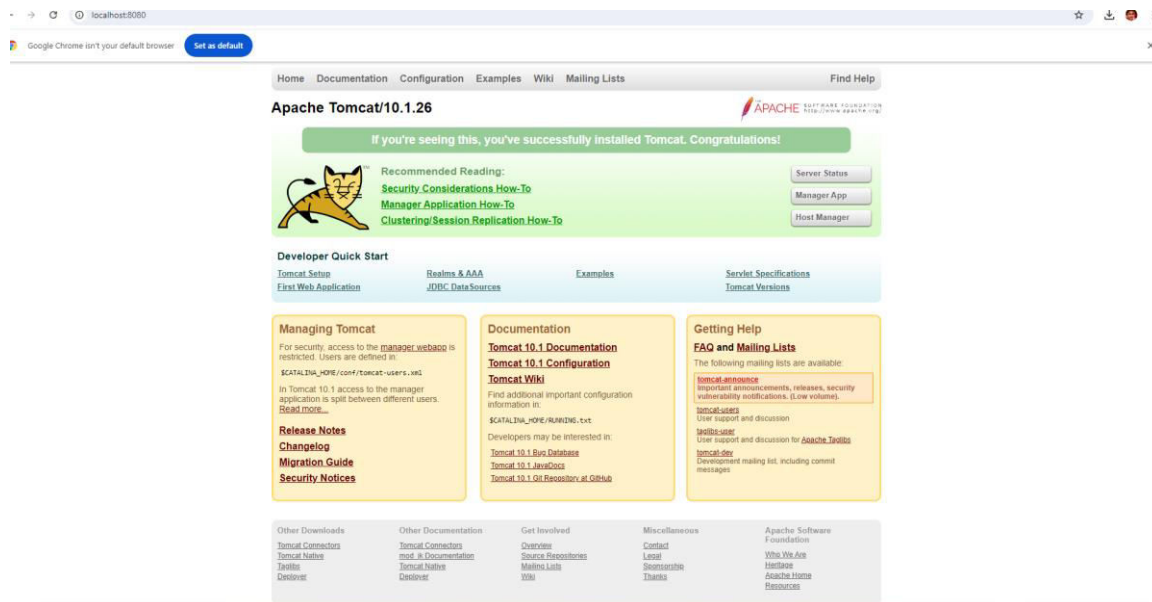 localhost:8080
Google Chrome isn't your default browser Set as default
Home Documentation Configuration Examples Wiki Mailing Lists Find Help
Apache Tomcat/10.1.26
THE
APACHE SOFTWARE FOUNDATION
http://www.apache.org/
If you're seeing this, you've successfully installed Tomcat. Congratulations!
TM
Recommended Reading:
Security Considerations How-To
Manager Application How-To
Clustering/Session Replication How-To
Server Status
Manager App
Host Manager
Developer Quick Start
Tomcat Setup
First Web Application
Realms & AAA
JDBC DataSources
Examples
Servlet Specifications
Tomcat Versions
Managing Tomcat
For security, access to the manager webapp is
restricted. Users are defined in:
$CATALINA_HOME/conf/tomcat-users.xml
In Tomcat 10.1 access to the manager
application is split between different users.
Read more...
Release Notes
Changelog
Migration Guide
Security Notices
Documentation
Tomcat 10.1 Documentation
Tomcat 10.1 Configuration
Tomcat Wiki
Find additional important configuration
information in:
$CATALINA_HOME/RUNNING.txt
Developers may be interested in:
Tomcat 10.1 Bug Database
Tomcat 10.1 JavaDocs
Tomcat 10.1 Git Repository at GitHub
Getting Help
FAQ and Mailing Lists
The following mailing lists are available:
tomcat-announce
Important announcements, releases, security
vulnerability notifications. (Low volume).
tomcat-users
User support and discussion
taglibs-user
User support and discussion for Apache Taglibs
tomcat-dev
Development mailing list, including commit
messages
Other Downloads
Tomcat Connectors
Tomcat Native
Taglibs
Deployer
Other Documentation
Tomcat Connectors
mod_jk Documentation
Tomcat Native
Deployer
Get Involved
Overview
Source Repositories
Mailing Lists
Wiki
Miscellaneous
Contact
Legal
Sponsorship
Thanks
Apache Software
Foundation
Who We Are
Heritage
Apache Home
Resources